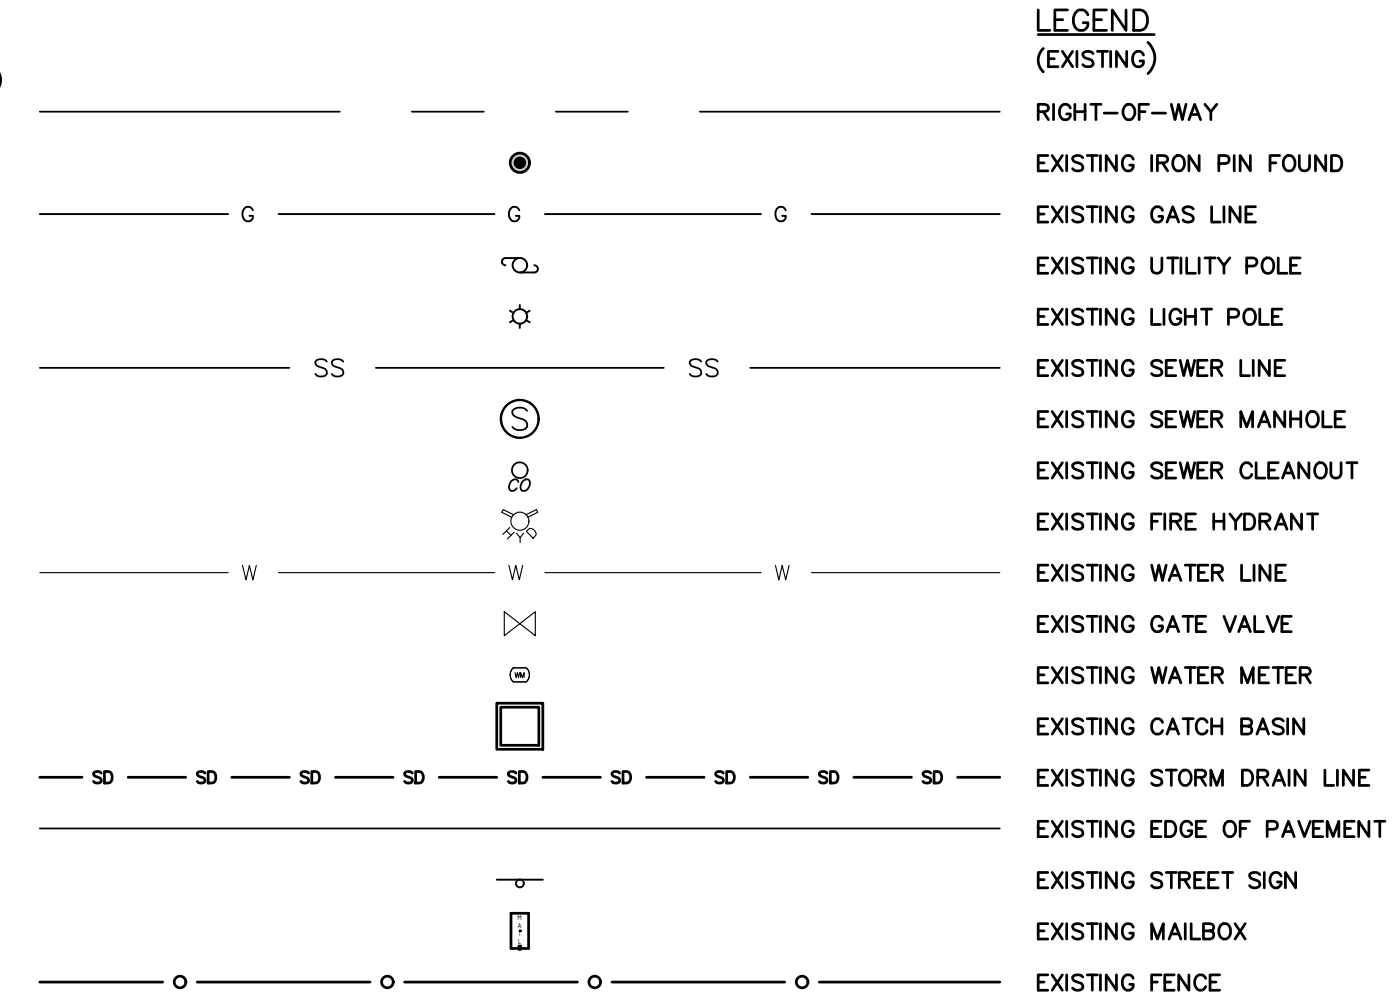 LEGEND
(EXISTING)
RIGHT-OF-WAY
EXISTING IRON PIN FOUND
G G G EXISTING GAS LINE
EXISTING UTILITY POLE
EXISTING LIGHT POLE
SS SS EXISTING SEWER LINE
S EXISTING SEWER MANHOLE
CO EXISTING SEWER CLEANOUT
HYD EXISTING FIRE HYDRANT
W W W EXISTING WATER LINE
EXISTING GATE VALVE
WM EXISTING WATER METER
EXISTING CATCH BASIN
SD SD SD SD SD SD SD SD SD EXISTING STORM DRAIN LINE
EXISTING EDGE OF PAVEMENT
EXISTING STREET SIGN
MAIL EXISTING MAILBOX
EXISTING FENCE